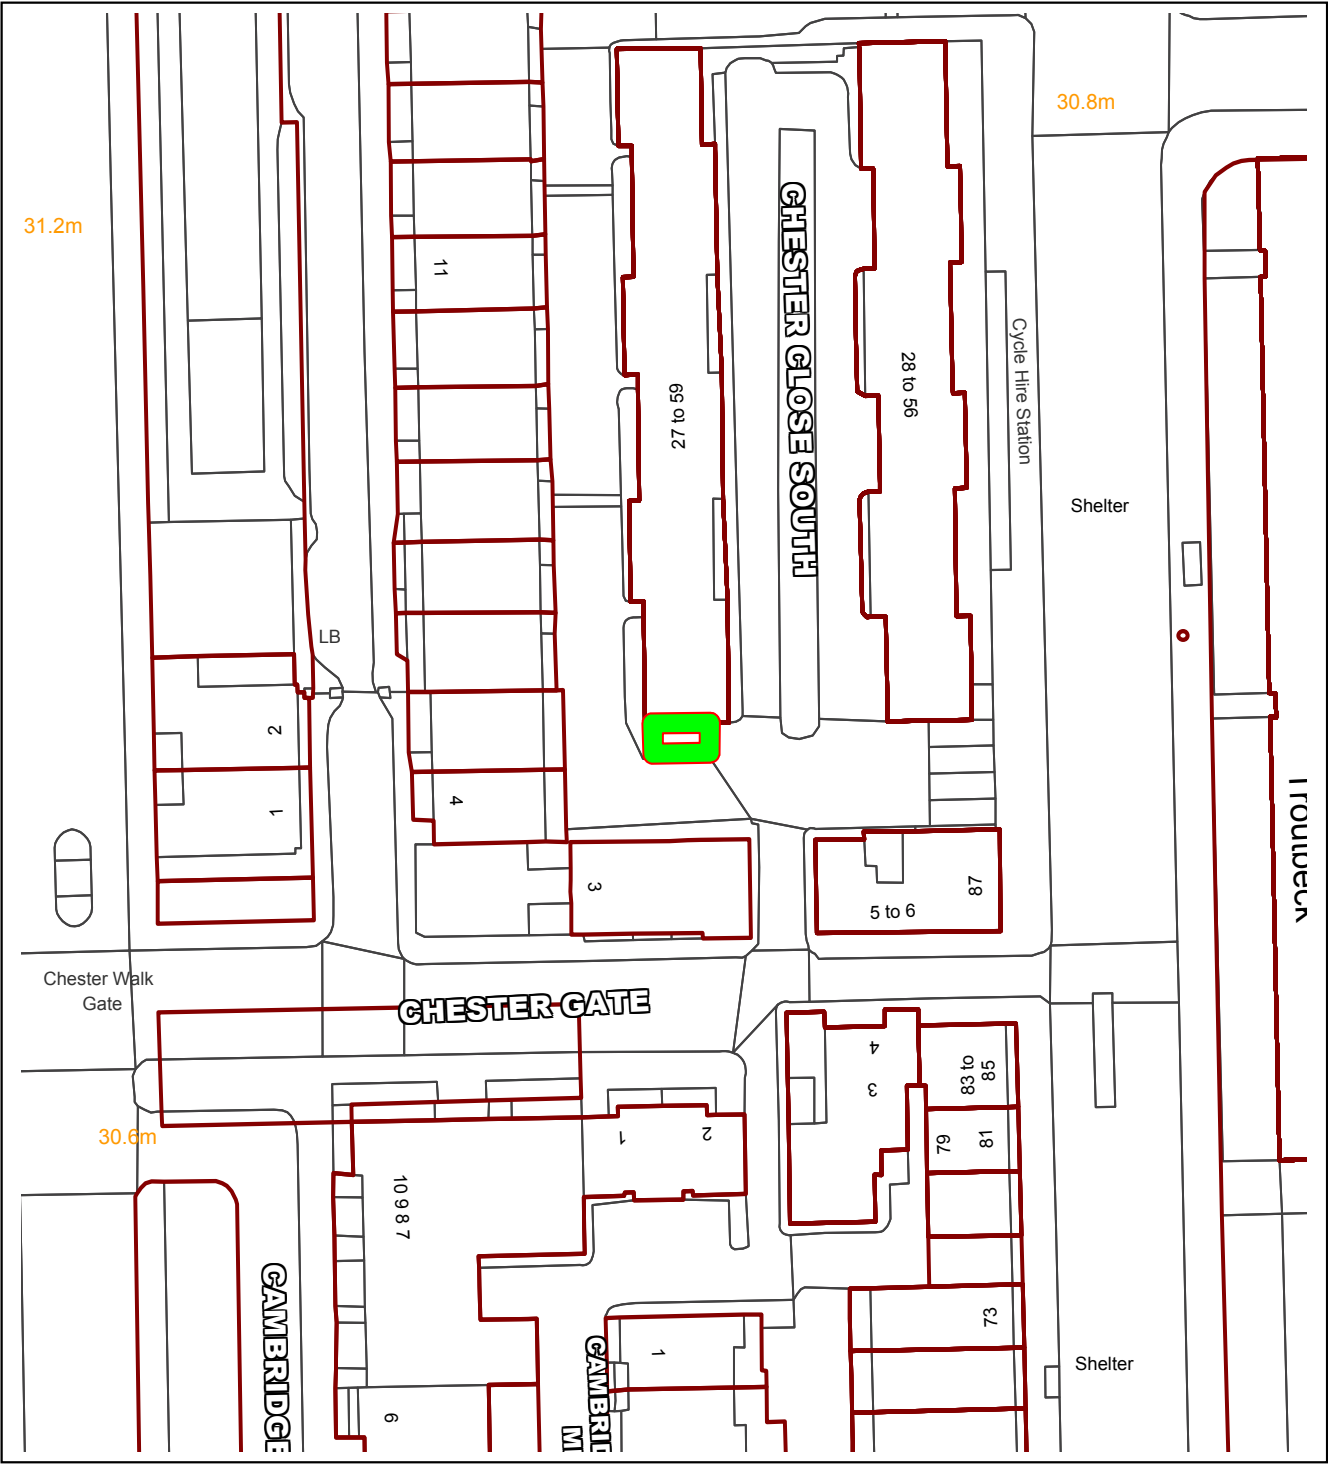 30.8m
31.2m
CHESTER CLOSE SOUTH
11
Cycle Hire Station
28 to 56
27 to 59
Shelter
LB
2
1
4
Troutbeck
3
87
5 to 6
Chester Walk
Gate
CHESTER GATE
4
3
83 to
85
79
81
1
2
30.6m
10 9 8 7
CAMBRIDGE
73
1
CAMBRI
M
Shelter
6